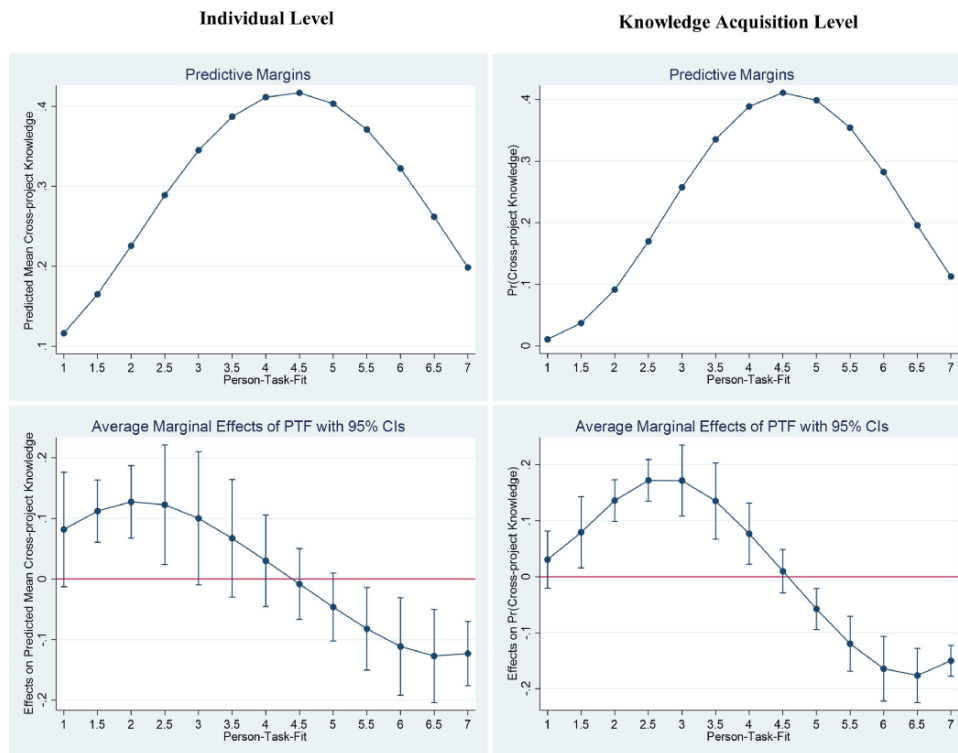 Individual Level
Knowledge Acquisition Level
Predictive Margins
Predicted Mean Cross-project Knowledge
.4
.3
.2
.1
1 1.5 2 2.5 3 3.5 4 4.5 5 5.5 6 6.5 7
Person-Task-Fit
Predictive Margins
Pr(Cross-project Knowledge)
.4
.3
.2
.1
0
1 1.5 2 2.5 3 3.5 4 4.5 5 5.5 6 6.5 7
Person-Task-Fit
Average Marginal Effects of PTF with 95% CIs
Effects on Predicted Mean Cross-project Knowledge
.2
.1
0
-.1
-.2
1 1.5 2 2.5 3 3.5 4 4.5 5 5.5 6 6.5 7
Person-Task-Fit
Average Marginal Effects of PTF with 95% CIs
Effects on Pr(Cross-project Knowledge)
.2
.1
0
-.1
-.2
1 1.5 2 2.5 3 3.5 4 4.5 5 5.5 6 6.5 7
Person-Task-Fit